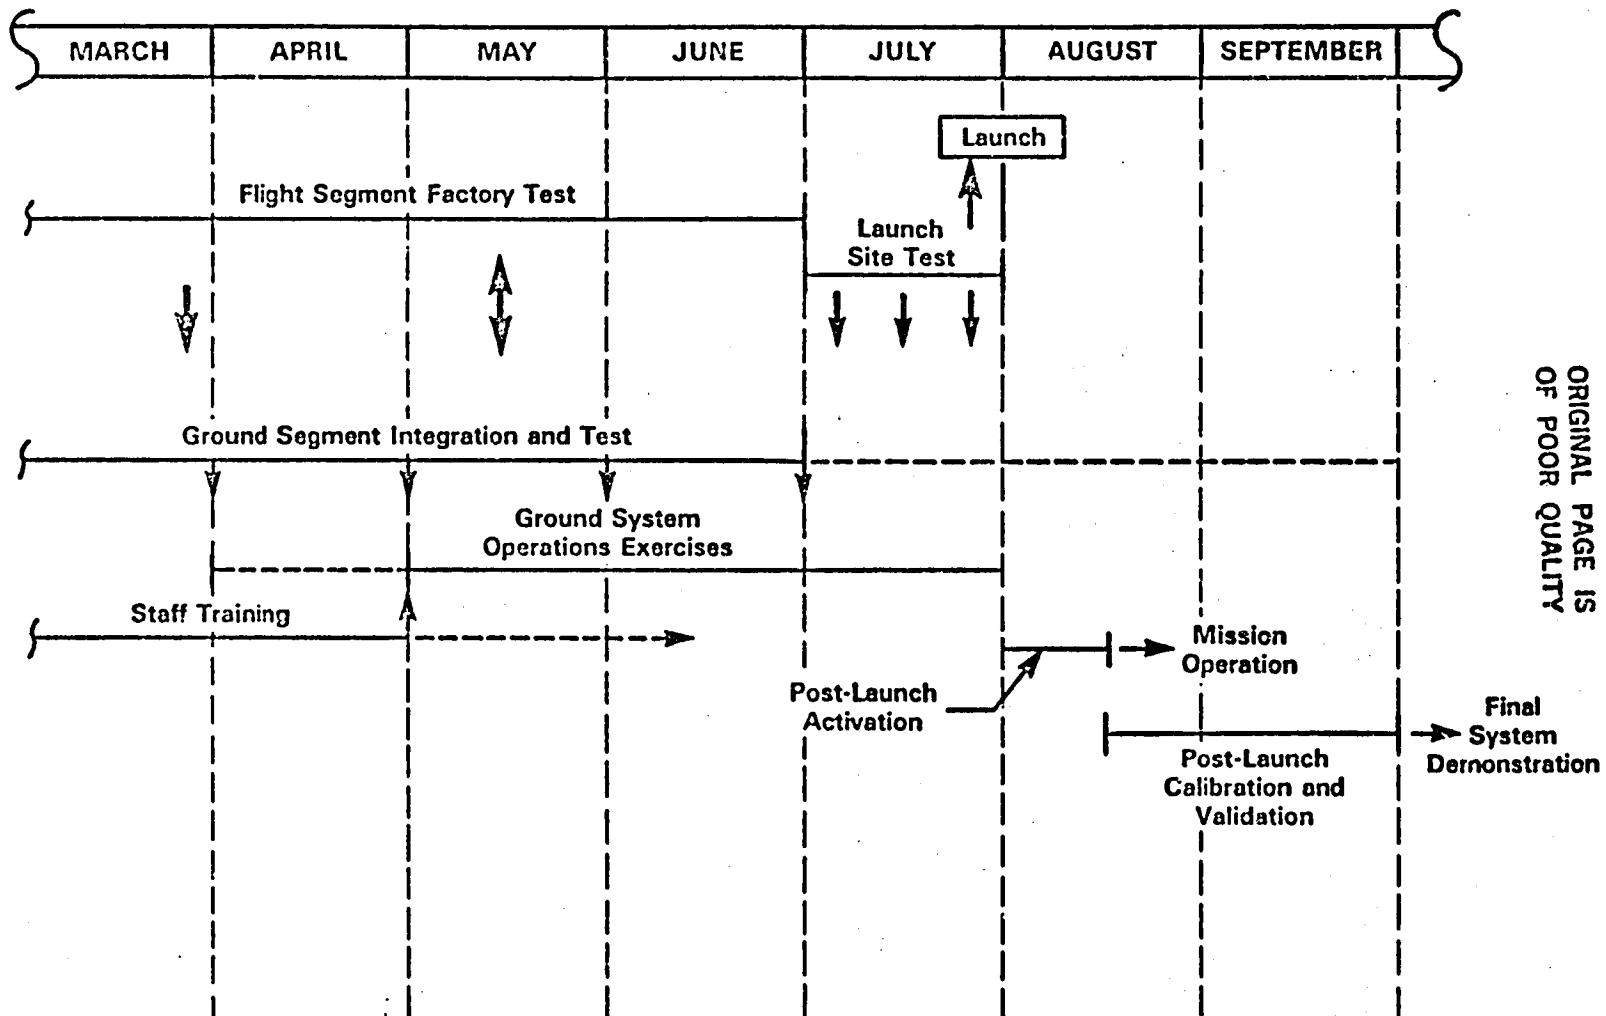 MARCH APRIL MAY JUNE JULY AUGUST SEPTEMBER
Launch
Flight Segment Factory Test
Launch
Site Test
Ground Segment Integration and Test
Ground System
Operations Exercises
Staff Training
Mission
Operation
Post-Launch
Activation
Final
System
Demonstration
Post-Launch
Calibration and
Validation
ORIGINAL PAGE IS
OF POOR QUALITY